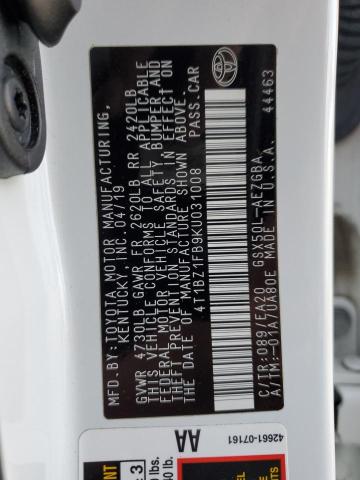 MFD.BY:TOYOTA MOTOR MANUFACTURING,
KENTUCKY, INC. 04/19
GVWR 4730LB GAWR FR 2620LB RR 2420LB
THIS VEHICLE CONFORMS TO ALL APPLICABLE
FEDERAL MOTOR VEHICLE SAFETY, BUMPER, AND
THEFT PREVENTION STANDARDS IN EFFECT ON
THE DATE OF MANUFACTURE SHOWN ABOVE.
4T1BZ1FB9KU031008 PASS.CAR
C/TR:089/EA20 GSX50L-AEZGBA
A/TM:-01A/UA80E MADE IN U.S.A. 44463
42661-07161
AA